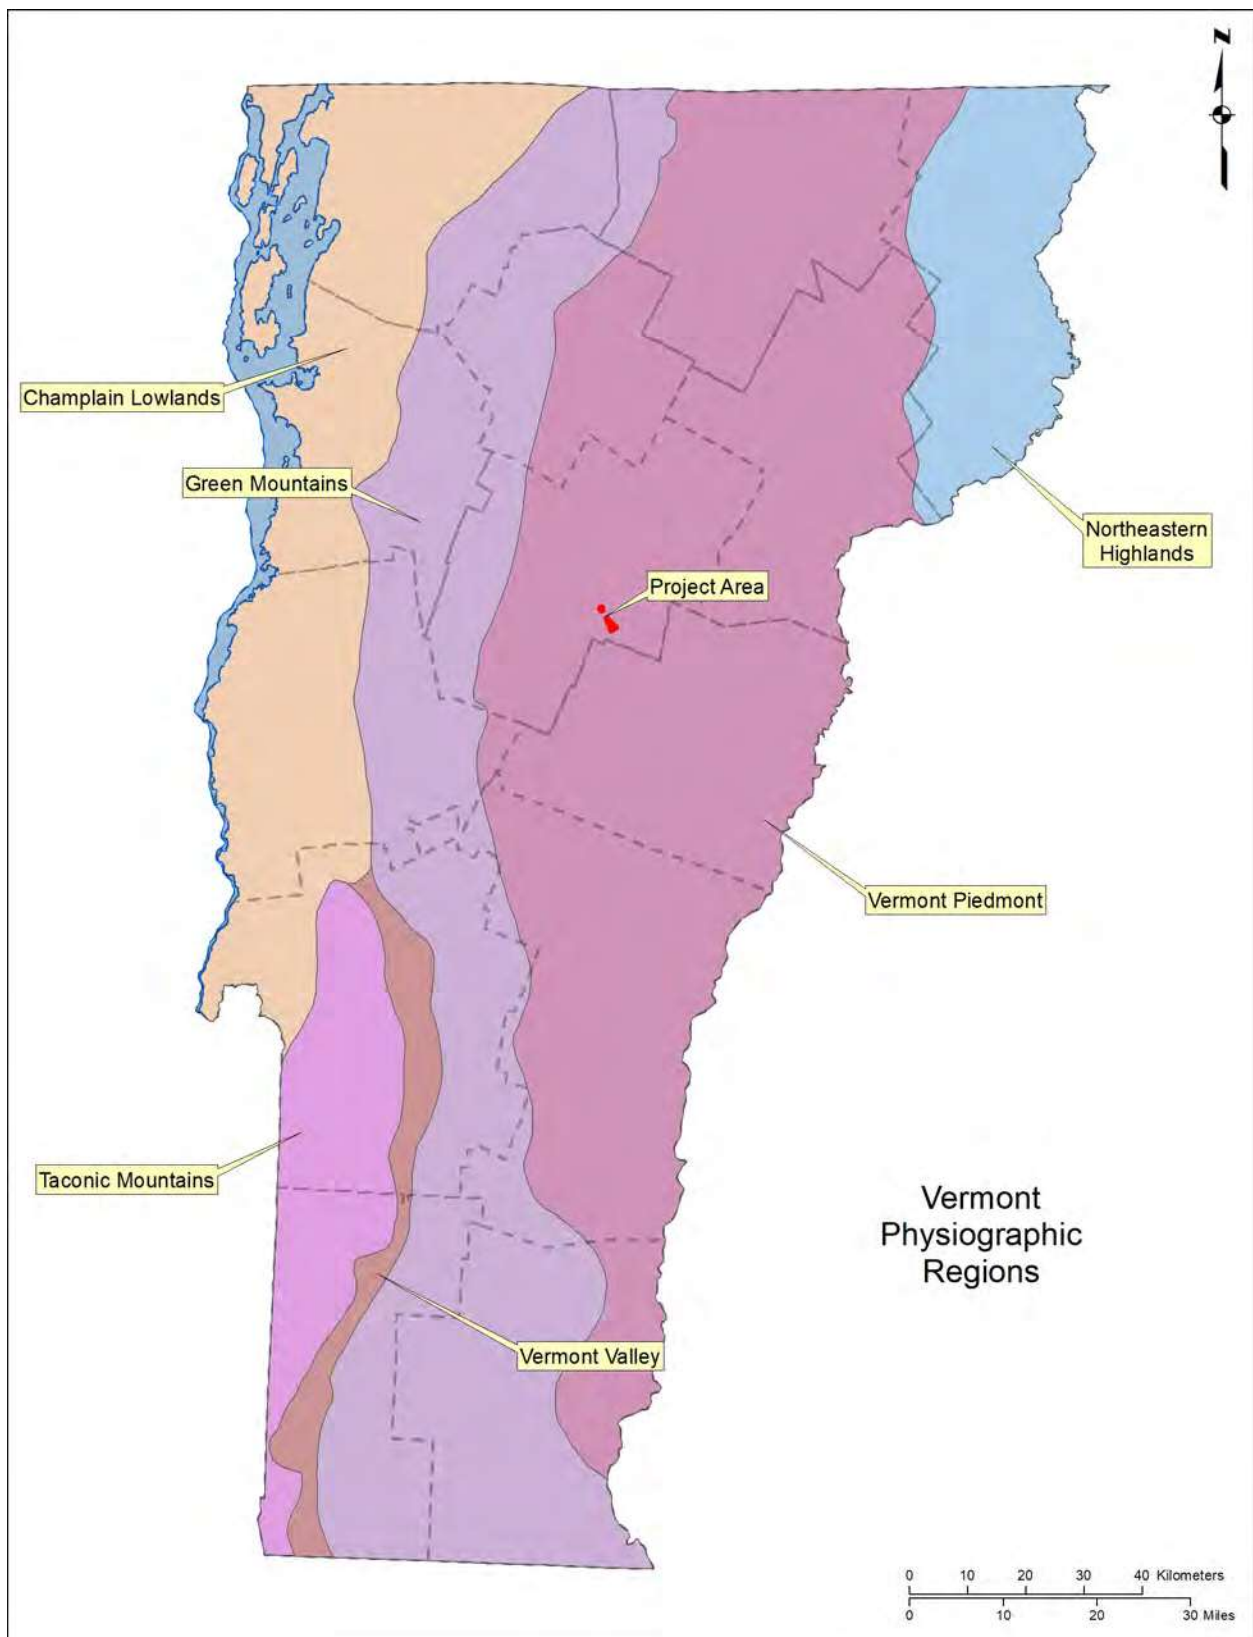 N
Champlain Lowlands
Green Mountains
Northeastern
Highlands
Project Area
Vermont Piedmont
Taconic Mountains
Vermont
Physiographic
Regions
Vermont Valley
0 10 20 30 40 Kilometers
0 10 20 30 Miles